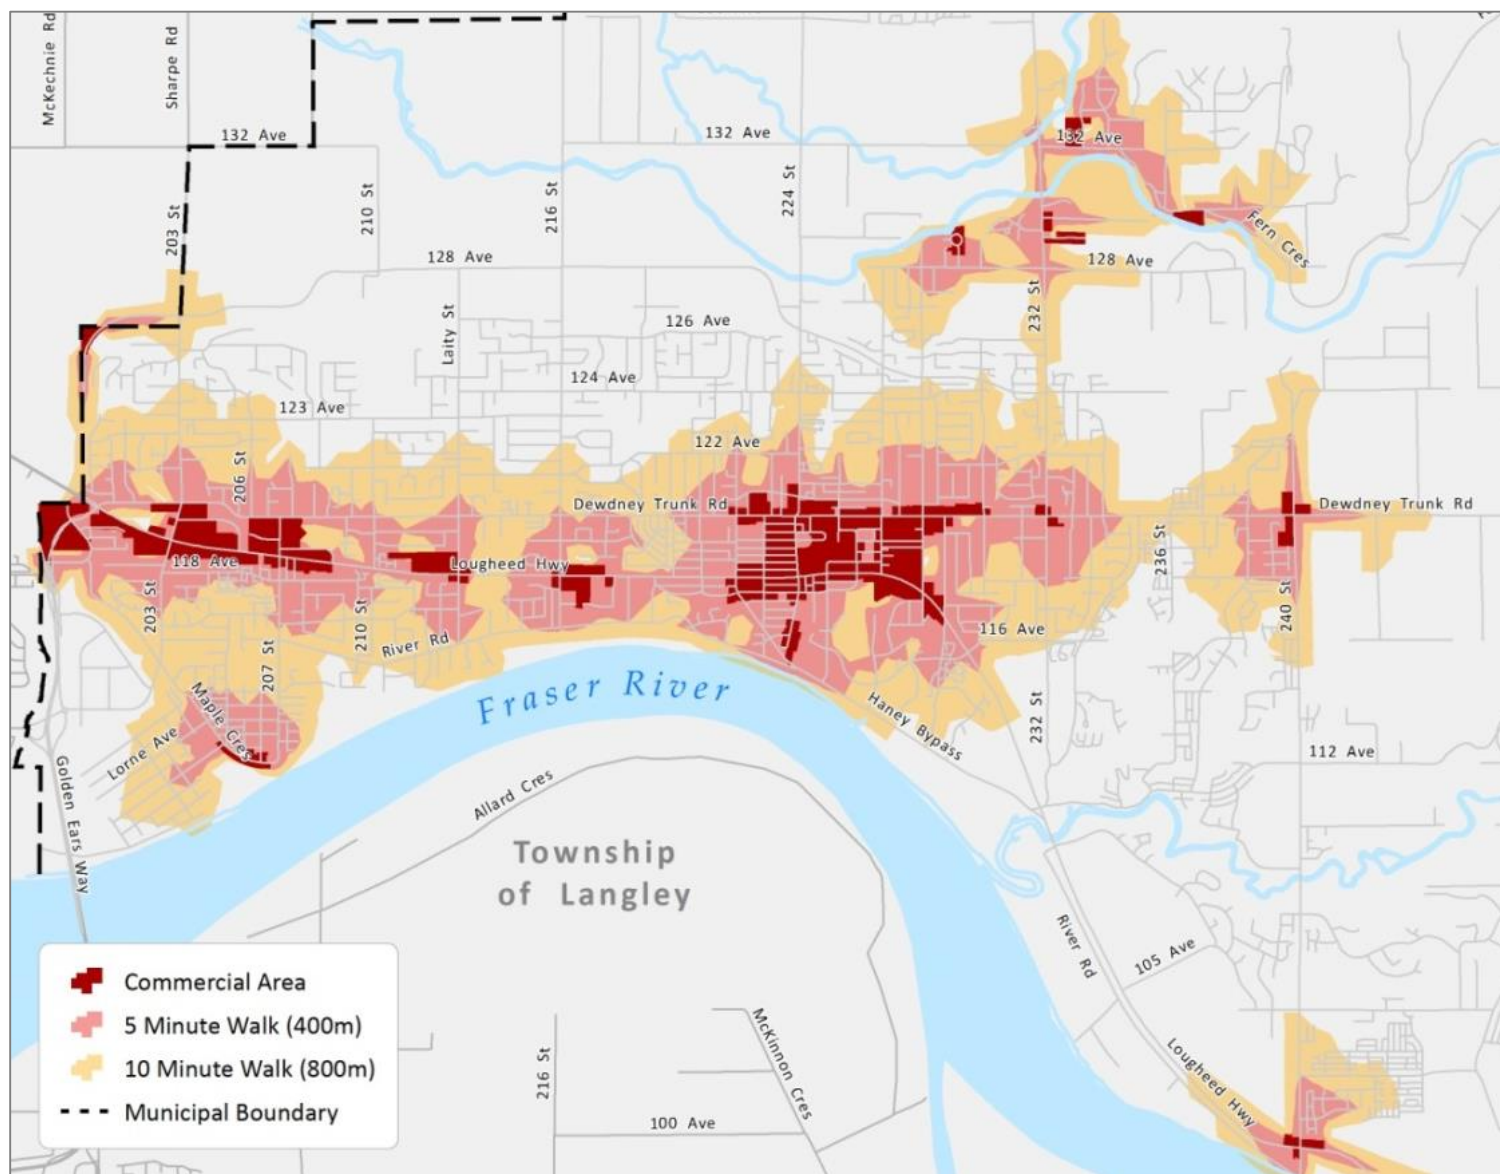 McKechnie Rd
Sharpe Rd
132 Ave
132 Ave
132 Ave
203 St
210 St
216 St
224 St
Fern Cres
128 Ave
128 Ave
232 St
Laity St
126 Ave
124 Ave
123 Ave
122 Ave
206 St
Dewdney Trunk Rd
Dewdney Trunk Rd
118 Ave
Lougheed Hwy
236 St
203 St
210 St
240 St
River Rd
116 Ave
207 St
Maple Cres
Lorne Ave
Fraser River
Haney Bypass
232 St
112 Ave
Golden Ears Way
Allard Cres
Township
of Langley
River Rd
105 Ave
Commercial Area
5 Minute Walk (400m)
10 Minute Walk (800m)
Municipal Boundary
216 St
McKinnon Cres
100 Ave
Lougheed Hwy